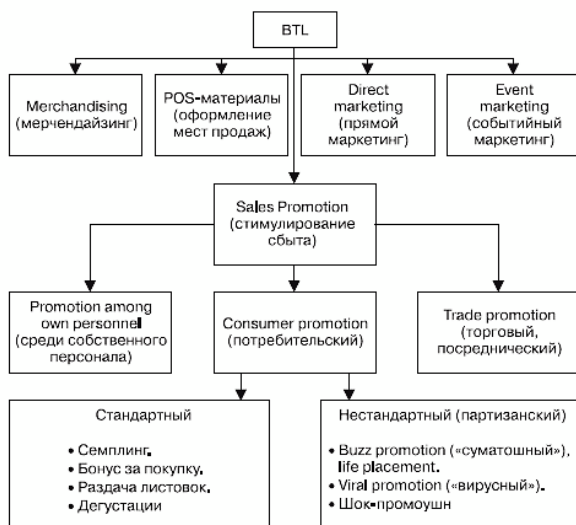 BTL
Merchandising
(мерчендайзинг)
POS-материалы
(оформление
мест продаж)
Direct
marketing
(прямой
маркетинг)
Event
marketing
(событийный
маркетинг)
Sales Promotion
(стимулирование
сбыта)
Promotion among
own personnel
(среди собственного
персонала)
Consumer promotion
(потребительский)
Trade promotion
(торговый,
посреднический)
Стандартный
• Семплинг.
• Бонус за покупку.
• Раздача листовок.
• Дегустации
Нестандартный (партизанский)
• Buzz promotion («суматошный»),
life placement.
• Viral promotion («вирусный»).
• Шок-промоушн